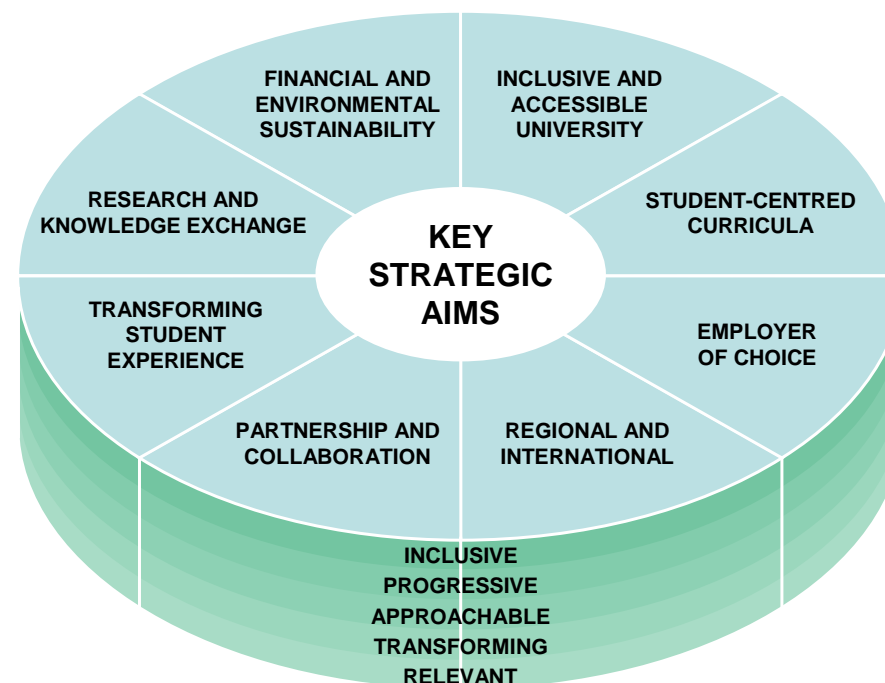 FINANCIAL AND
ENVIRONMENTAL
SUSTAINABILITY
INCLUSIVE AND
ACCESSIBLE
UNIVERSITY
RESEARCH AND
KNOWLEDGE EXCHANGE
STUDENT-CENTRED
CURRICULA
KEY
STRATEGIC
AIMS
TRANSFORMING
STUDENT
EXPERIENCE
EMPLOYER
OF CHOICE
PARTNERSHIP AND
COLLABORATION
REGIONAL AND
INTERNATIONAL
INCLUSIVE
PROGRESSIVE
APPROACHABLE
TRANSFORMING
RELEVANT